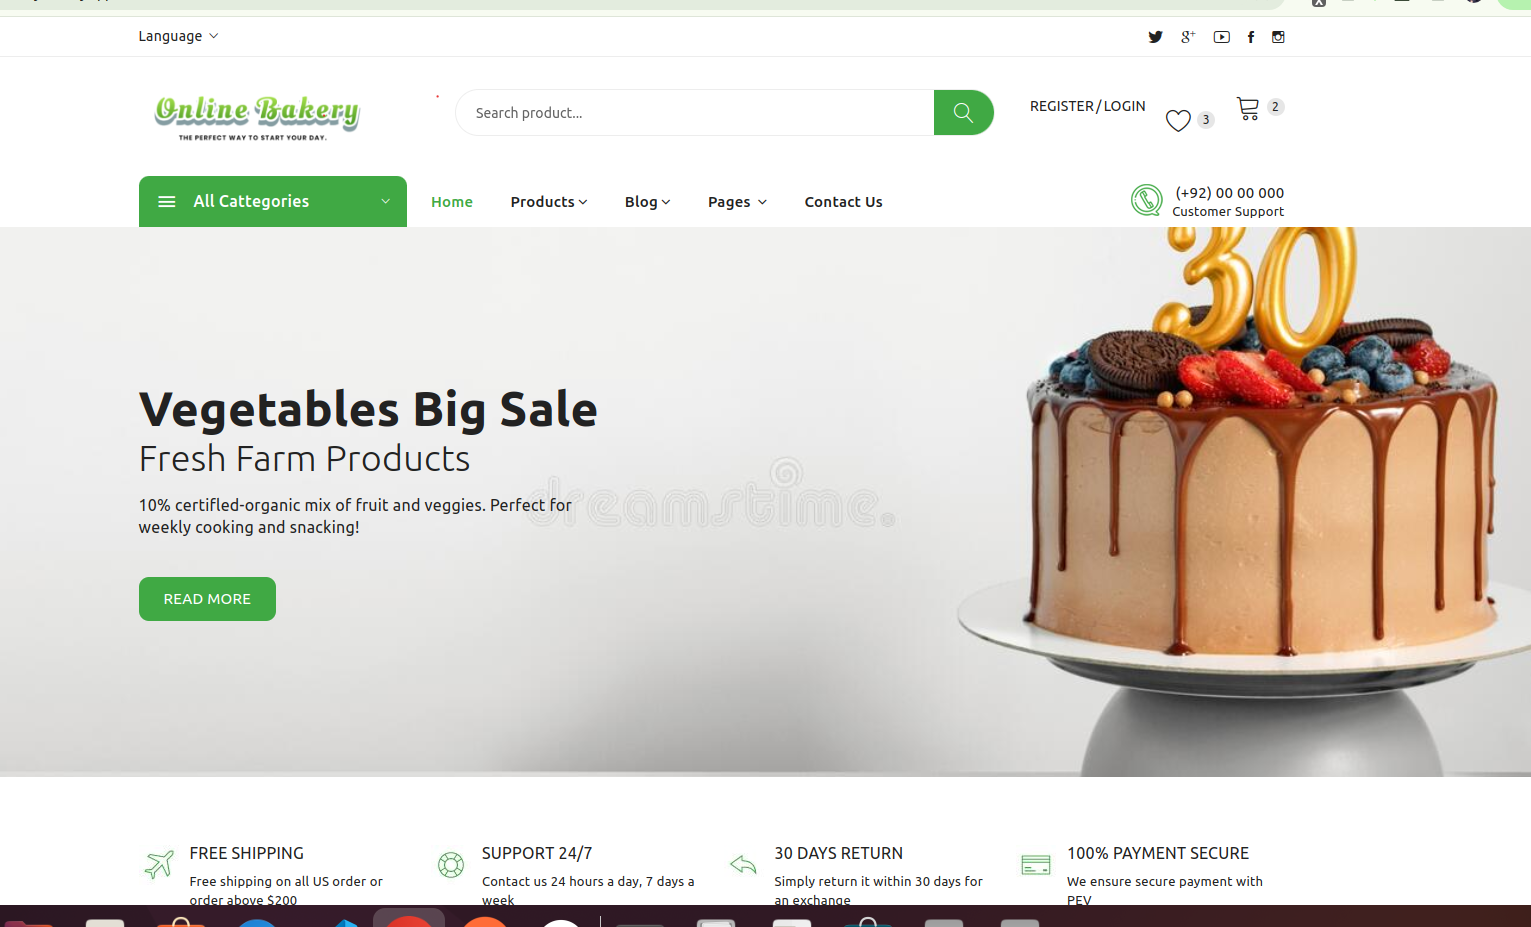 Language
Online Bakery
THE PERFECT WAY TO START YOUR DAY.
Search product...
REGISTER / LOGIN
3
2
All Cattegories
Home
Products
Blog
Pages
Contact Us
(+92) 00 00 000
Customer Support
30
Vegetables Big Sale
Fresh Farm Products
10% certifled-organic mix of fruit and veggies. Perfect for
weekly cooking and snacking!
dreamstime.
READ MORE
FREE SHIPPING
Free shipping on all US order or
order above $200
SUPPORT 24/7
Contact us 24 hours a day, 7 days a
week
30 DAYS RETURN
Simply return it within 30 days for
an exchange
100% PAYMENT SECURE
We ensure secure payment with
PEV